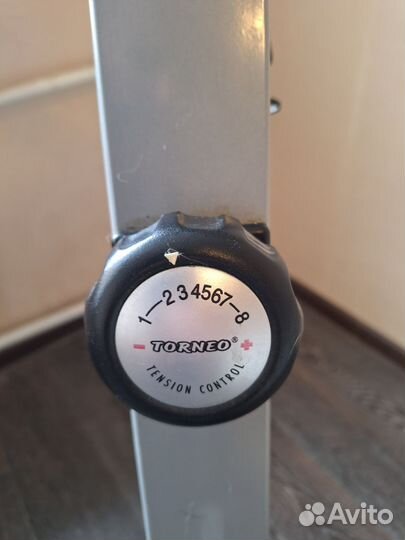 1—234567—8
- TORNEO® +
TENSION CONTROL
Avito